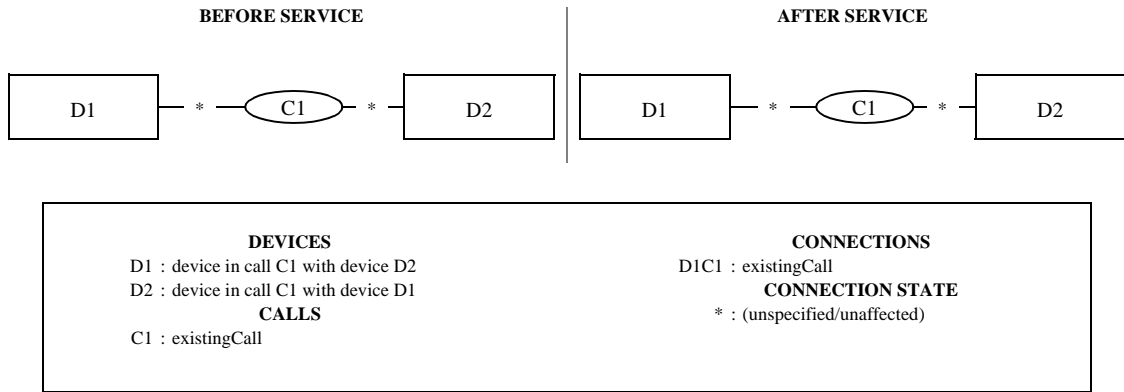 BEFORE SERVICE
AFTER SERVICE
D1 * C1 * D2
D1 * C1 * D2
DEVICES
D1 : device in call C1 with device D2
D2 : device in call C1 with device D1
CALLS
C1 : existingCall
CONNECTIONS
D1C1 : existingCall
CONNECTION STATE
* : (unspecified/unaffected)